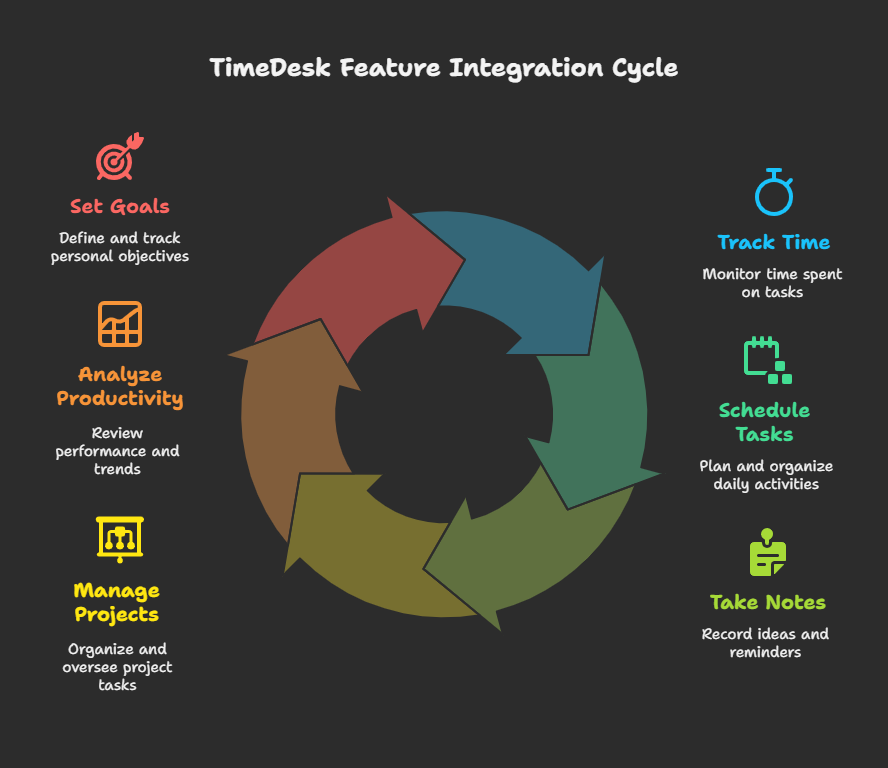 TimeDesk Feature Integration Cycle
Set Goals
Define and track
personal objectives
Analyze
Productivity
Review
performance and
trends
Manage
Projects
Organize and
oversee project
tasks
Track Time
Monitor time spent
on tasks
Schedule
Tasks
Plan and organize
daily activities
Take Notes
Record ideas and
reminders